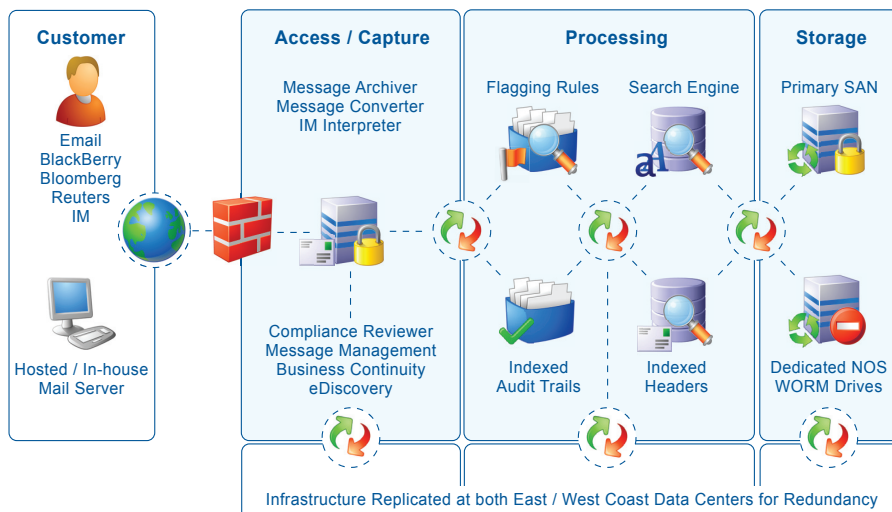 Customer
Email
BlackBerry
Bloomberg
Reuters
IM
Hosted / In-house
Mail Server
Access / Capture
Message Archiver
Message Converter
IM Interpreter
Compliance Reviewer
Message Management
Business Continuity
eDiscovery
Processing
Flagging Rules
Search Engine
aA
Indexed
Audit Trails
Indexed
Headers
Storage
Primary SAN
Dedicated NOS
WORM Drives
Infrastructure Replicated at both East / West Coast Data Centers for Redundancy